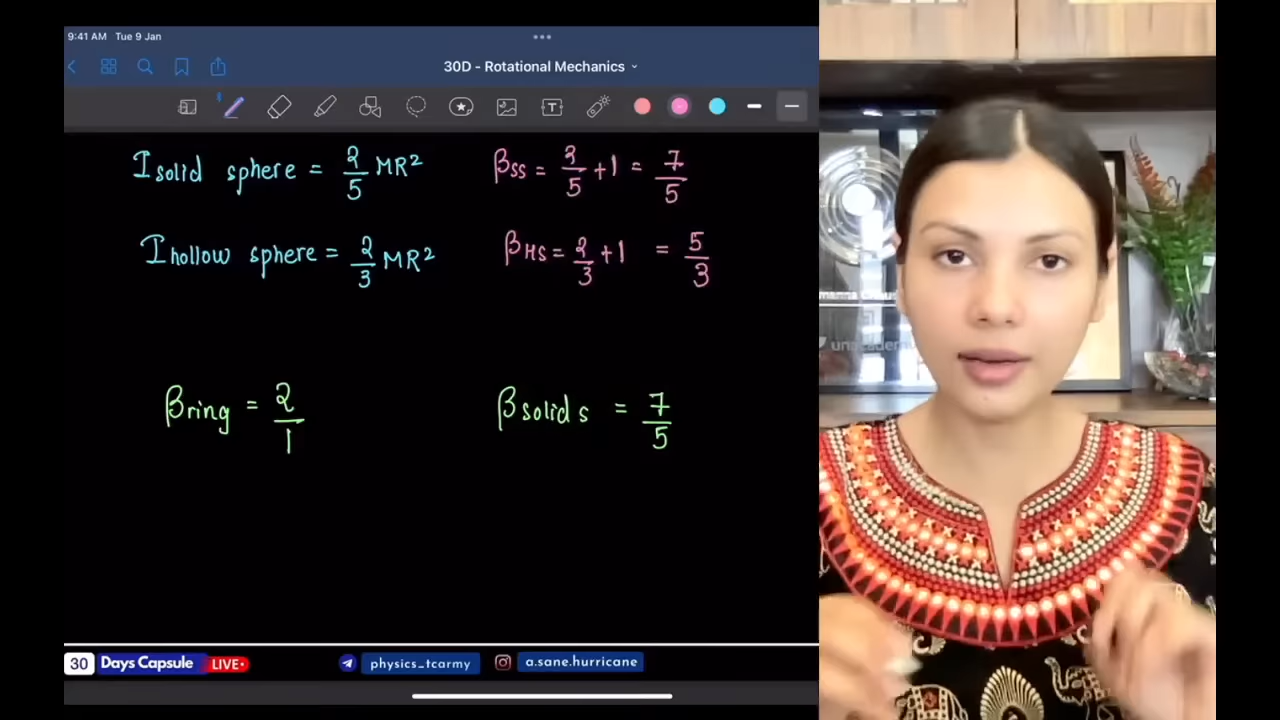 9:41 AM Tue 9 Jan
30D - Rotational Mechanics
I solid sphere = 2/5 MR² βss = 2/5 + 1 = 7/5
I hollow sphere = 2/3 MR² βHS = 2/3 + 1 = 5/3
βring = 2/1 βsolid s = 7/5
30 Days Capsule LIVE physics_tcarmy a.sane.hurricane